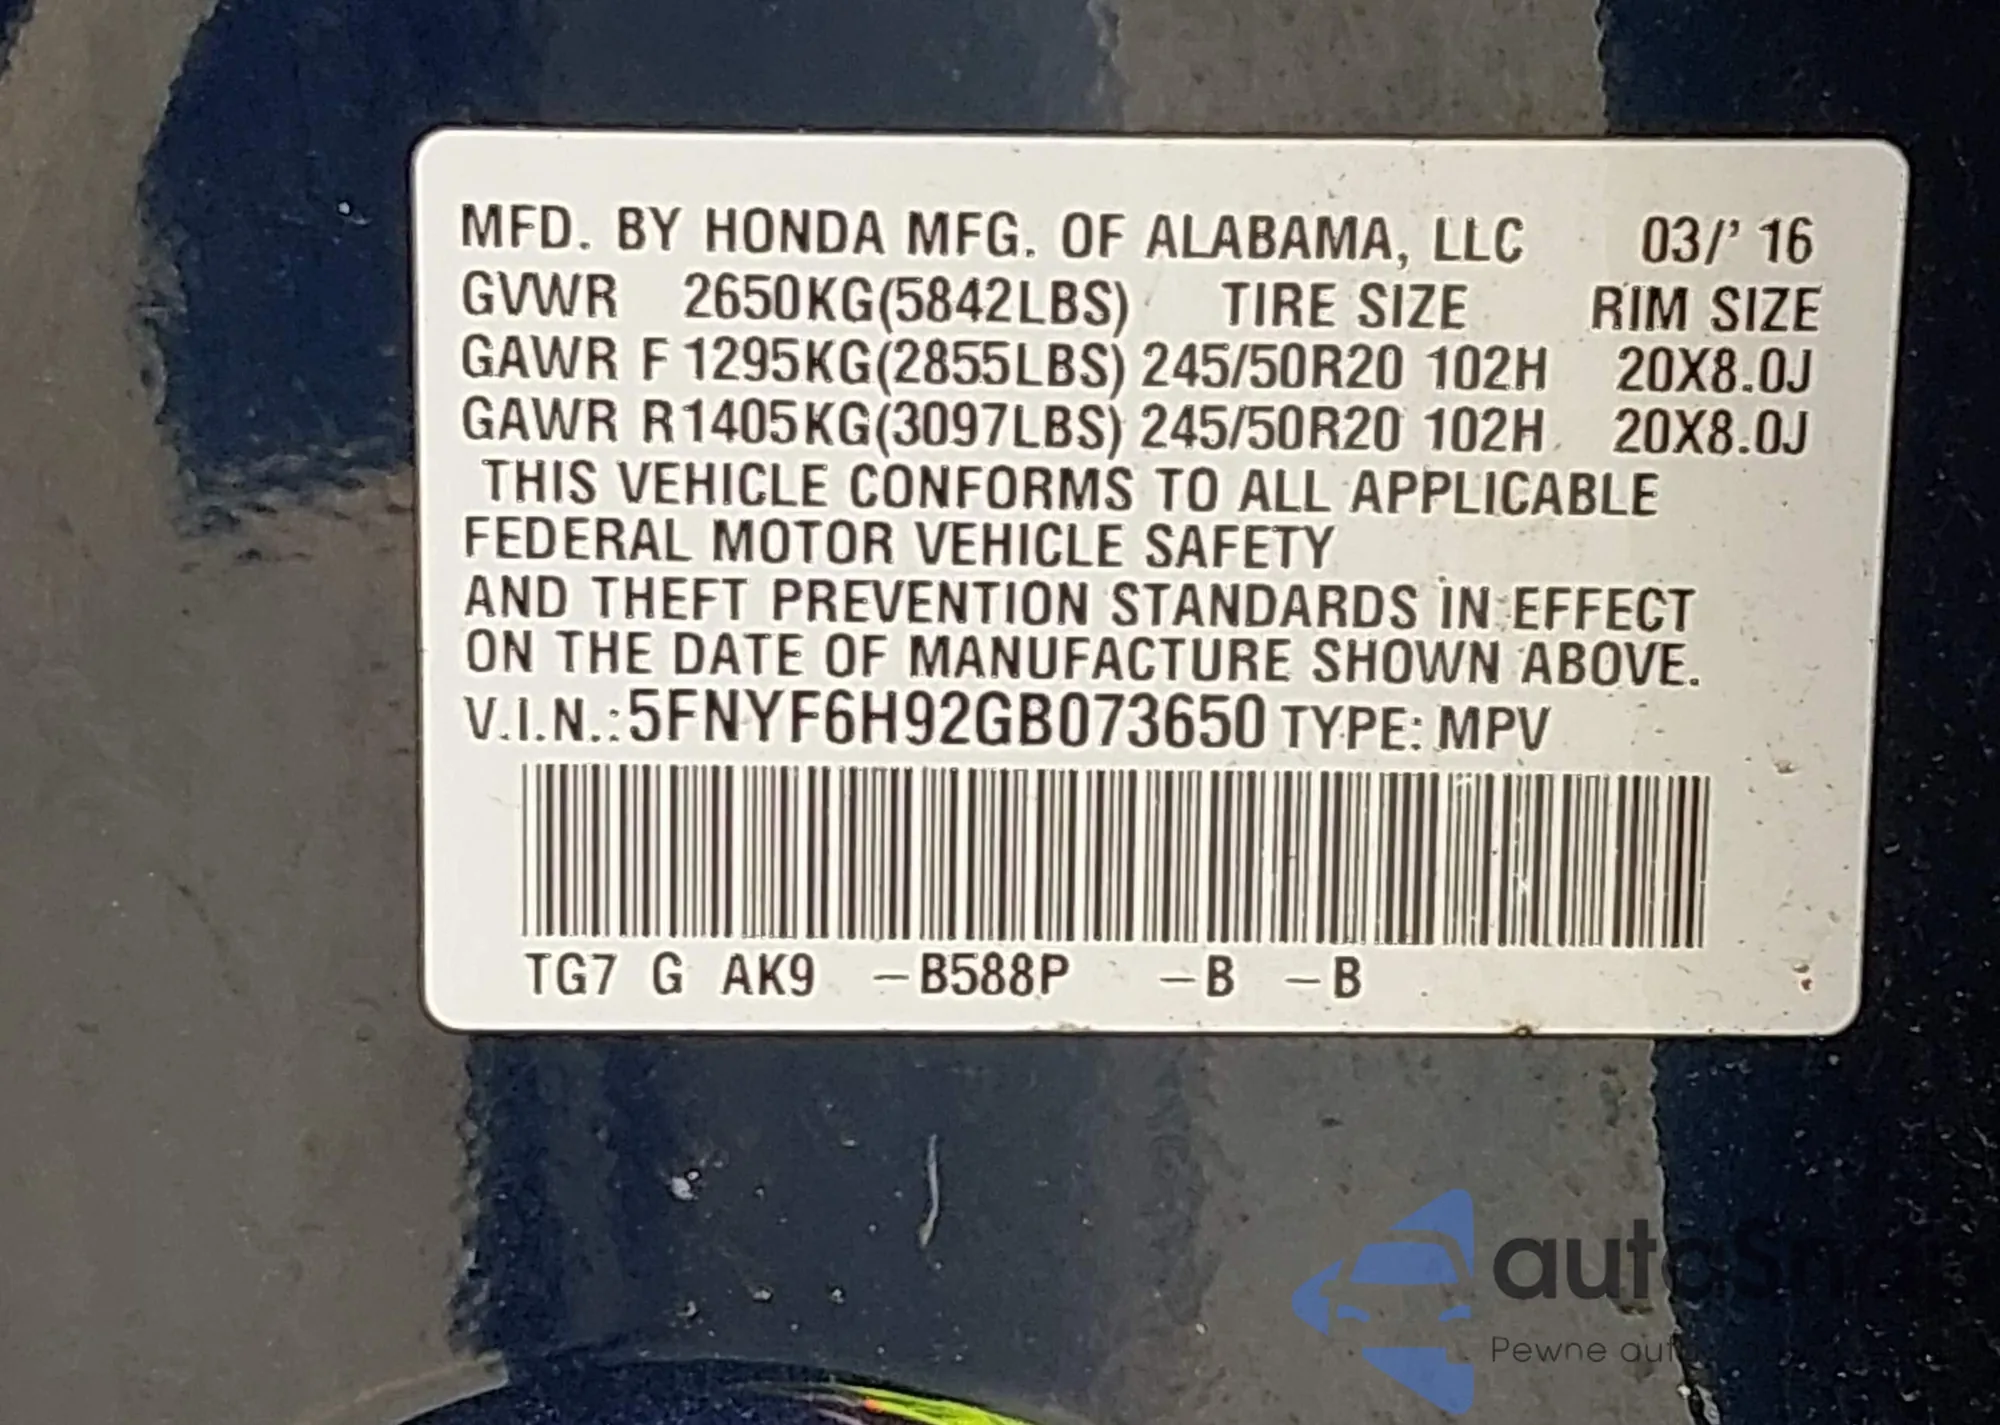 MFD. BY HONDA MFG. OF ALABAMA, LLC 03/' 16
GVWR 2650KG(5842LBS) TIRE SIZE RIM SIZE
GAWR F 1295KG(2855LBS) 245/50R20 102H 20X8.0J
GAWR R1405KG(3097LBS) 245/50R20 102H 20X8.0J
THIS VEHICLE CONFORMS TO ALL APPLICABLE
FEDERAL MOTOR VEHICLE SAFETY
AND THEFT PREVENTION STANDARDS IN EFFECT
ON THE DATE OF MANUFACTURE SHOWN ABOVE.
V.I.N.:5FNYF6H92GB073650 TYPE: MPV
TG7 G AK9 -B588P -B -B
Pewne